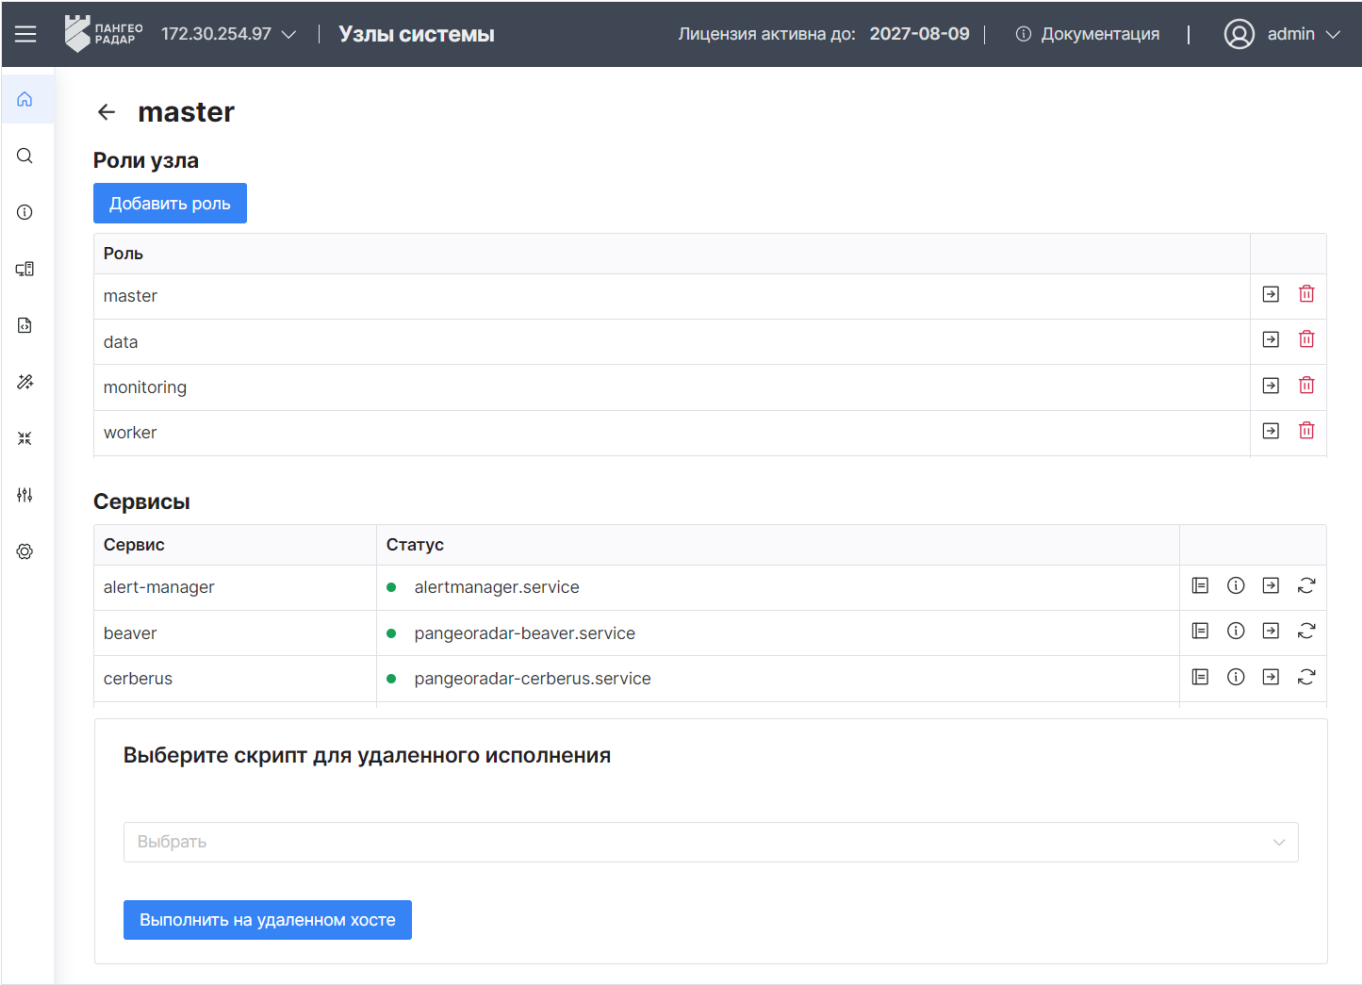 ПАНГЕО РАДАР 172.30.254.97 | Узлы системы Лицензия активна до: 2027-08-09 | Документация | admin
master
Роли узла
Добавить роль
Роль
master
data
monitoring
worker
Сервисы
Сервис Статус
alert-manager alertmanager.service
beaver pangeoradar-beaver.service
cerberus pangeoradar-cerberus.service
Выберите скрипт для удаленного исполнения
Выбрать
Выполнить на удаленном хосте